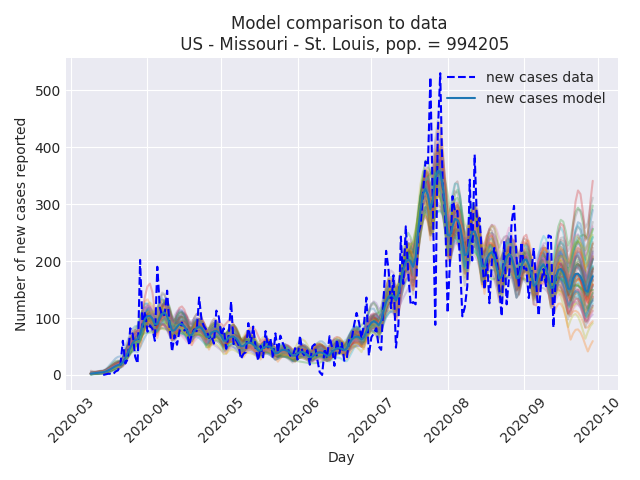 Model comparison to data
US - Missouri - St. Louis, pop. = 994205
new cases data
new cases model
Number of new cases reported
500
400
300
200
100
0
2020-03
2020-04
2020-05
2020-06
2020-07
2020-08
2020-09
2020-10
Day